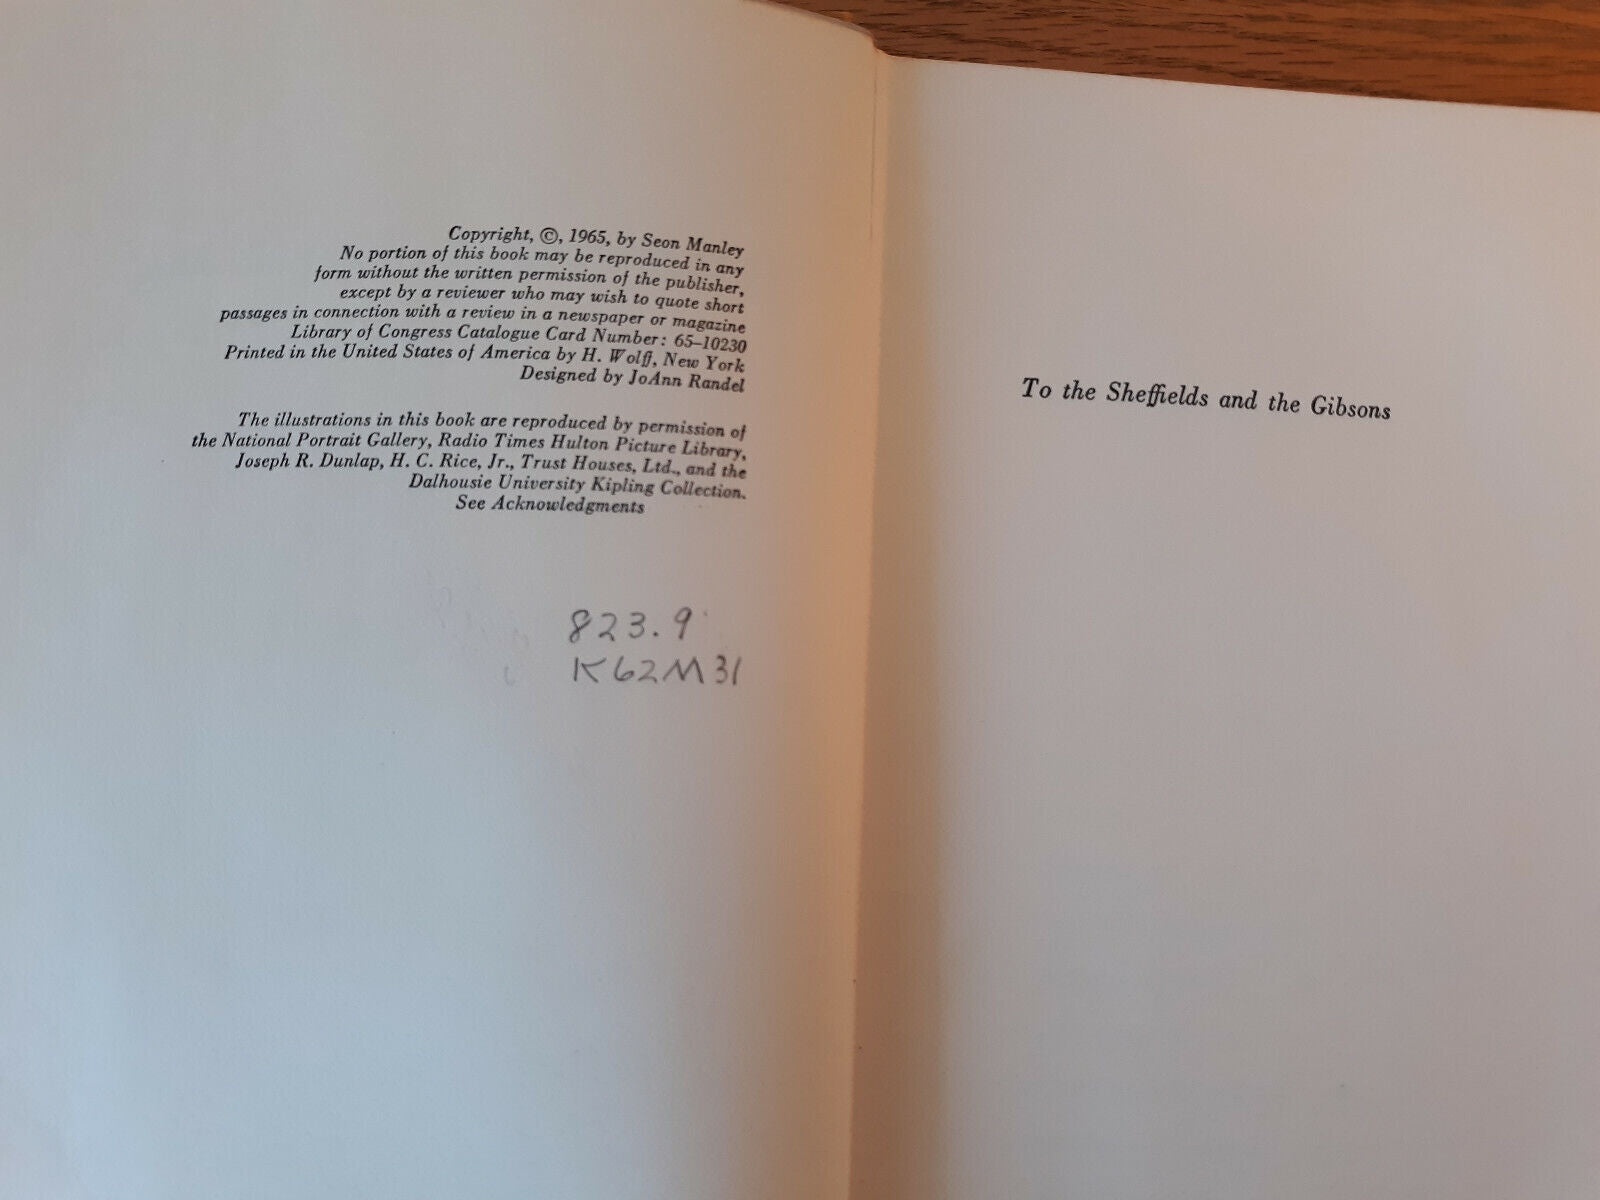 Copyright, ©, 1965, by Seon Manley
No portion of this book may be reproduced in any
form without the written permission of the publisher,
except by a reviewer who may wish to quote short
passages in connection with a review in a newspaper or magazine
Library of Congress Catalogue Card Number: 65–10230
Printed in the United States of America by H. Wolff, New York
Designed by JoAnn Randel
The illustrations in this book are reproduced by permission of
the National Portrait Gallery, Radio Times Hulton Picture Library,
Joseph R. Dunlap, H. C. Rice, Jr., Trust Houses, Ltd., and the
Dalhousie University Kipling Collection.
See Acknowledgments
823.9
K62M31
To the Sheffields and the Gibsons